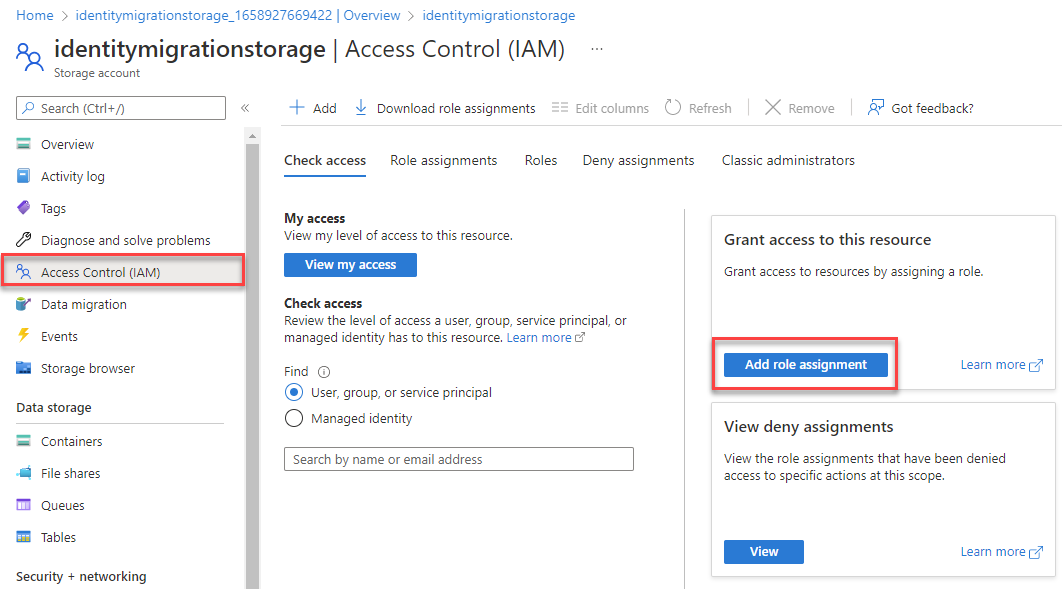 Home > identitymigrationstorage_1658927669422 | Overview > identitymigrationstorage
identitymigrationstorage | Access Control (IAM) ...
Storage account
Search (Ctrl+/) «
Overview
Activity log
Tags
Diagnose and solve problems
Access Control (IAM)
Data migration
Events
Storage browser
Data storage
Containers
File shares
Queues
Tables
Security + networking
Add Download role assignments Edit columns Refresh Remove Got feedback?
Check access Role assignments Roles Deny assignments Classic administrators
My access
View my level of access to this resource.
View my access
Check access
Review the level of access a user, group, service principal, or
managed identity has to this resource. Learn more
Find
User, group, or service principal
Managed identity
Search by name or email address
Grant access to this resource
Grant access to resources by assigning a role.
Add role assignment Learn more
View deny assignments
View the role assignments that have been denied
access to specific actions at this scope.
View Learn more